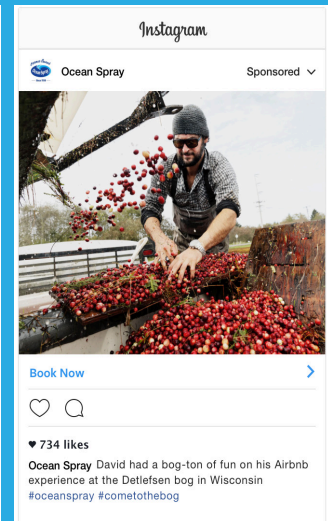 Instagram
Ocean Spray
Sponsored
Book Now
734 likes
Ocean Spray David had a bog-ton of fun on his Airbnb
experience at the Detlefsen bog in Wisconsin
#oceanspray #cometothebog